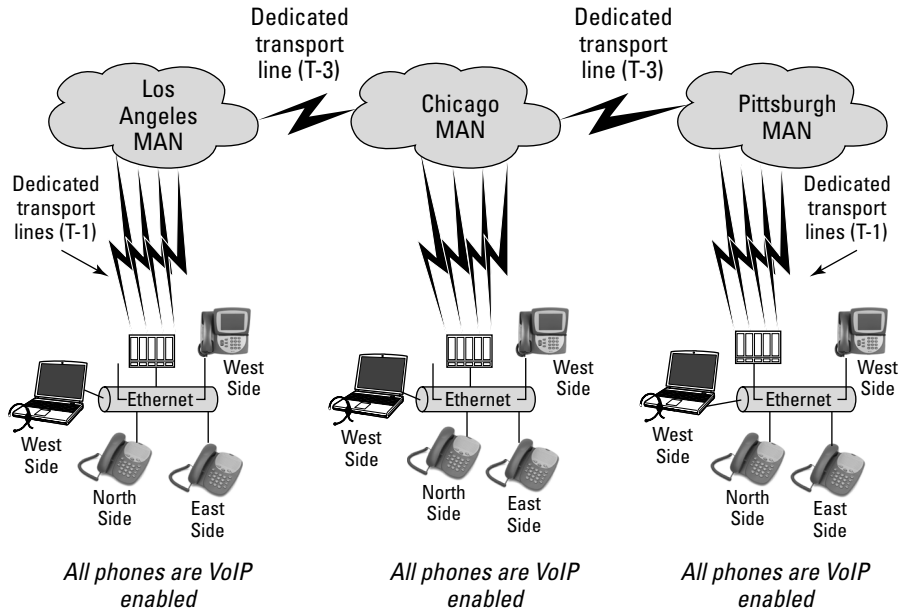 Dedicated
transport
line (T-3)
Dedicated
transport
line (T-3)
Los
Angeles
MAN
Chicago
MAN
Pittsburgh
MAN
Dedicated
transport
lines (T-1)
Dedicated
transport
lines (T-1)
West
Side
Ethernet
West
Side
North
Side
East
Side
West
Side
Ethernet
West
Side
North
Side
East
Side
West
Side
Ethernet
West
Side
North
Side
East
Side
All phones are VoIP
enabled
All phones are VoIP
enabled
All phones are VoIP
enabled